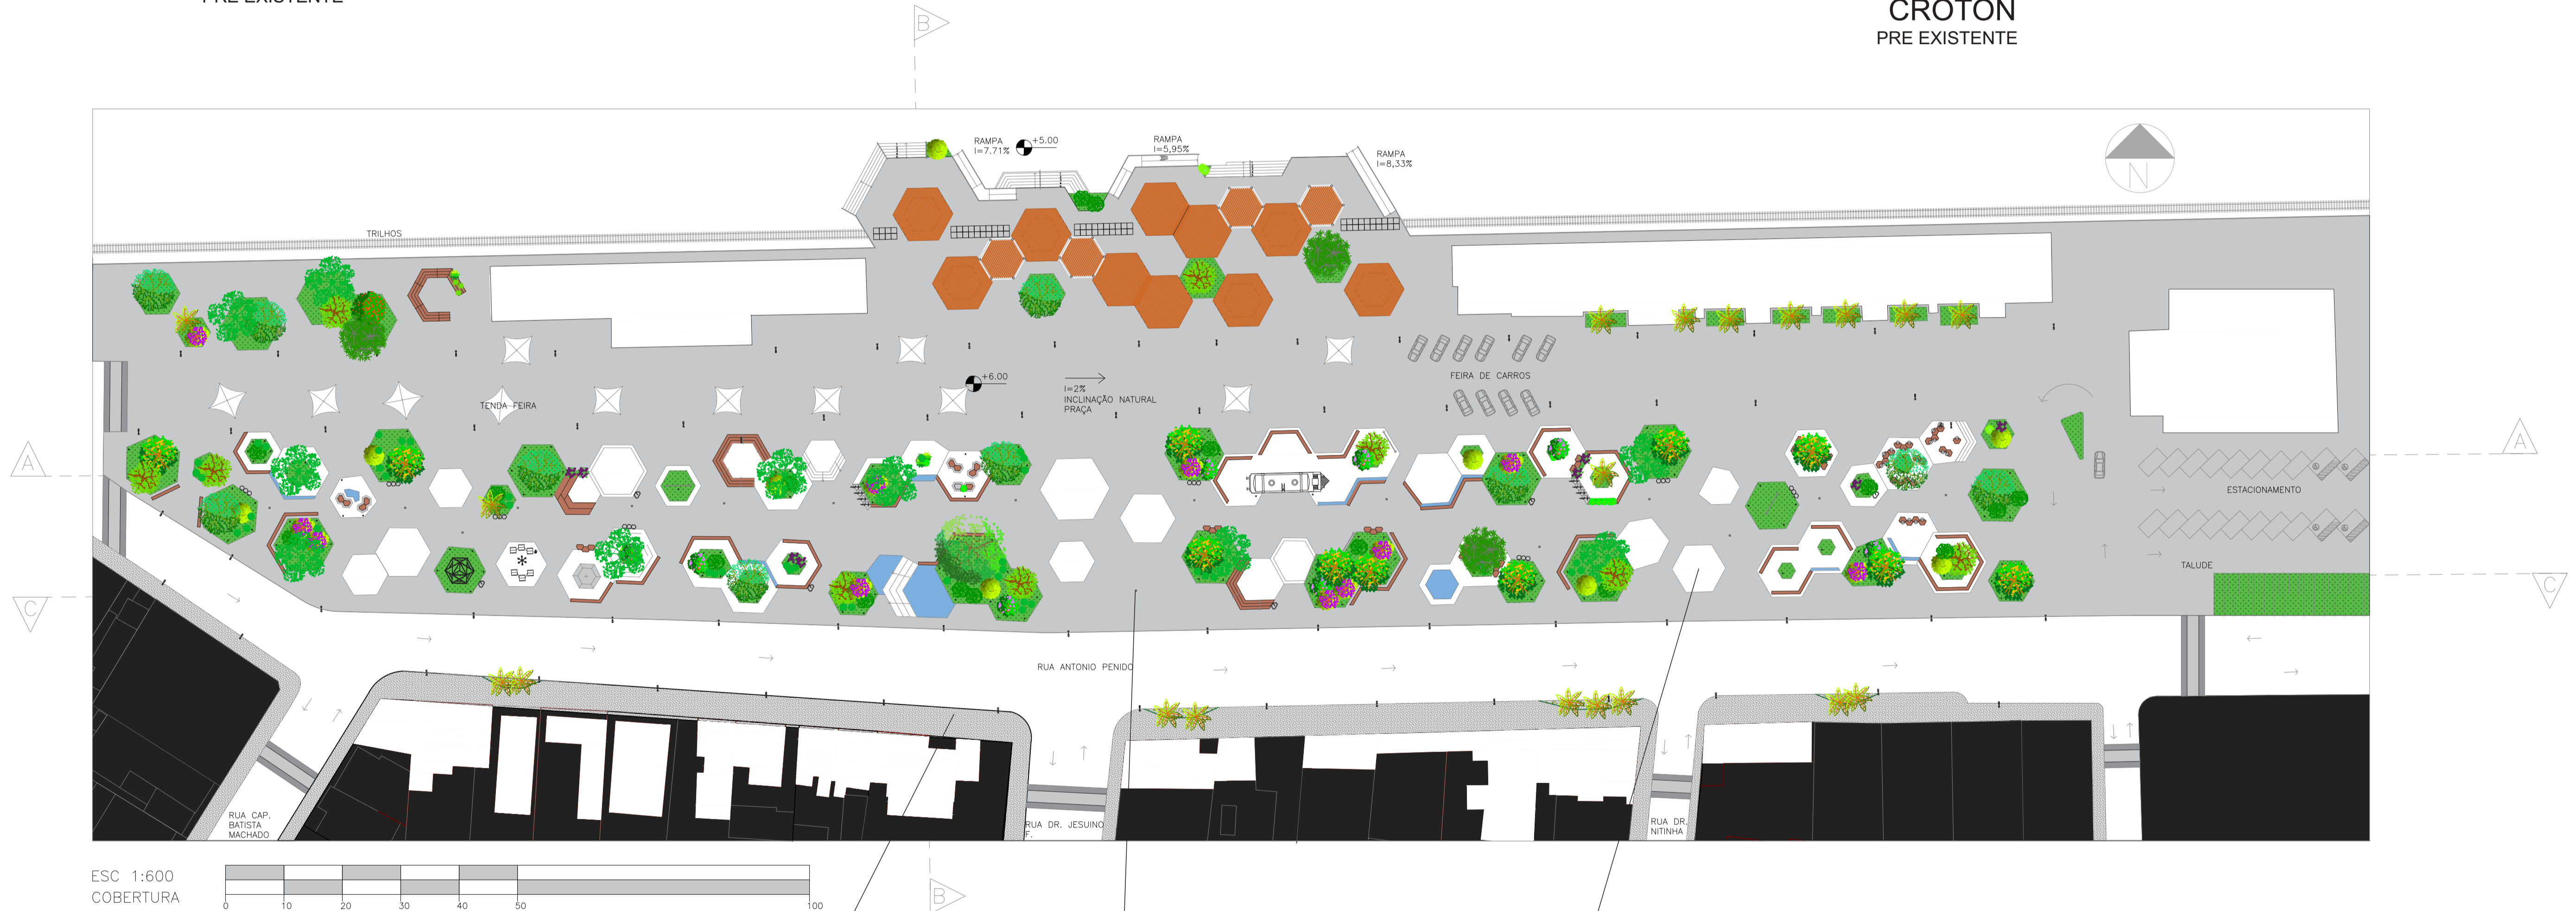 PRE EXISTENTE
CROTON
PRE EXISTENTE
B
RAMPA
I=7.71%
+5.00
RAMPA
I=5,95%
RAMPA
I=8,33%
N
TRILHOS
TENDA FEIRA
+6.00
I=2%
INCLINAÇÃO NATURAL
PRAÇA
FEIRA DE CARROS
A
A
ESTACIONAMENTO
TALUDE
C
C
RUA ANTONIO PENIDO
RUA CAP.
BATISTA
MACHADO
RUA DR. JESUINO
F.
RUA DR.
NITINHA
ESC 1:600
COBERTURA
0 10 20 30 40 50 100
B